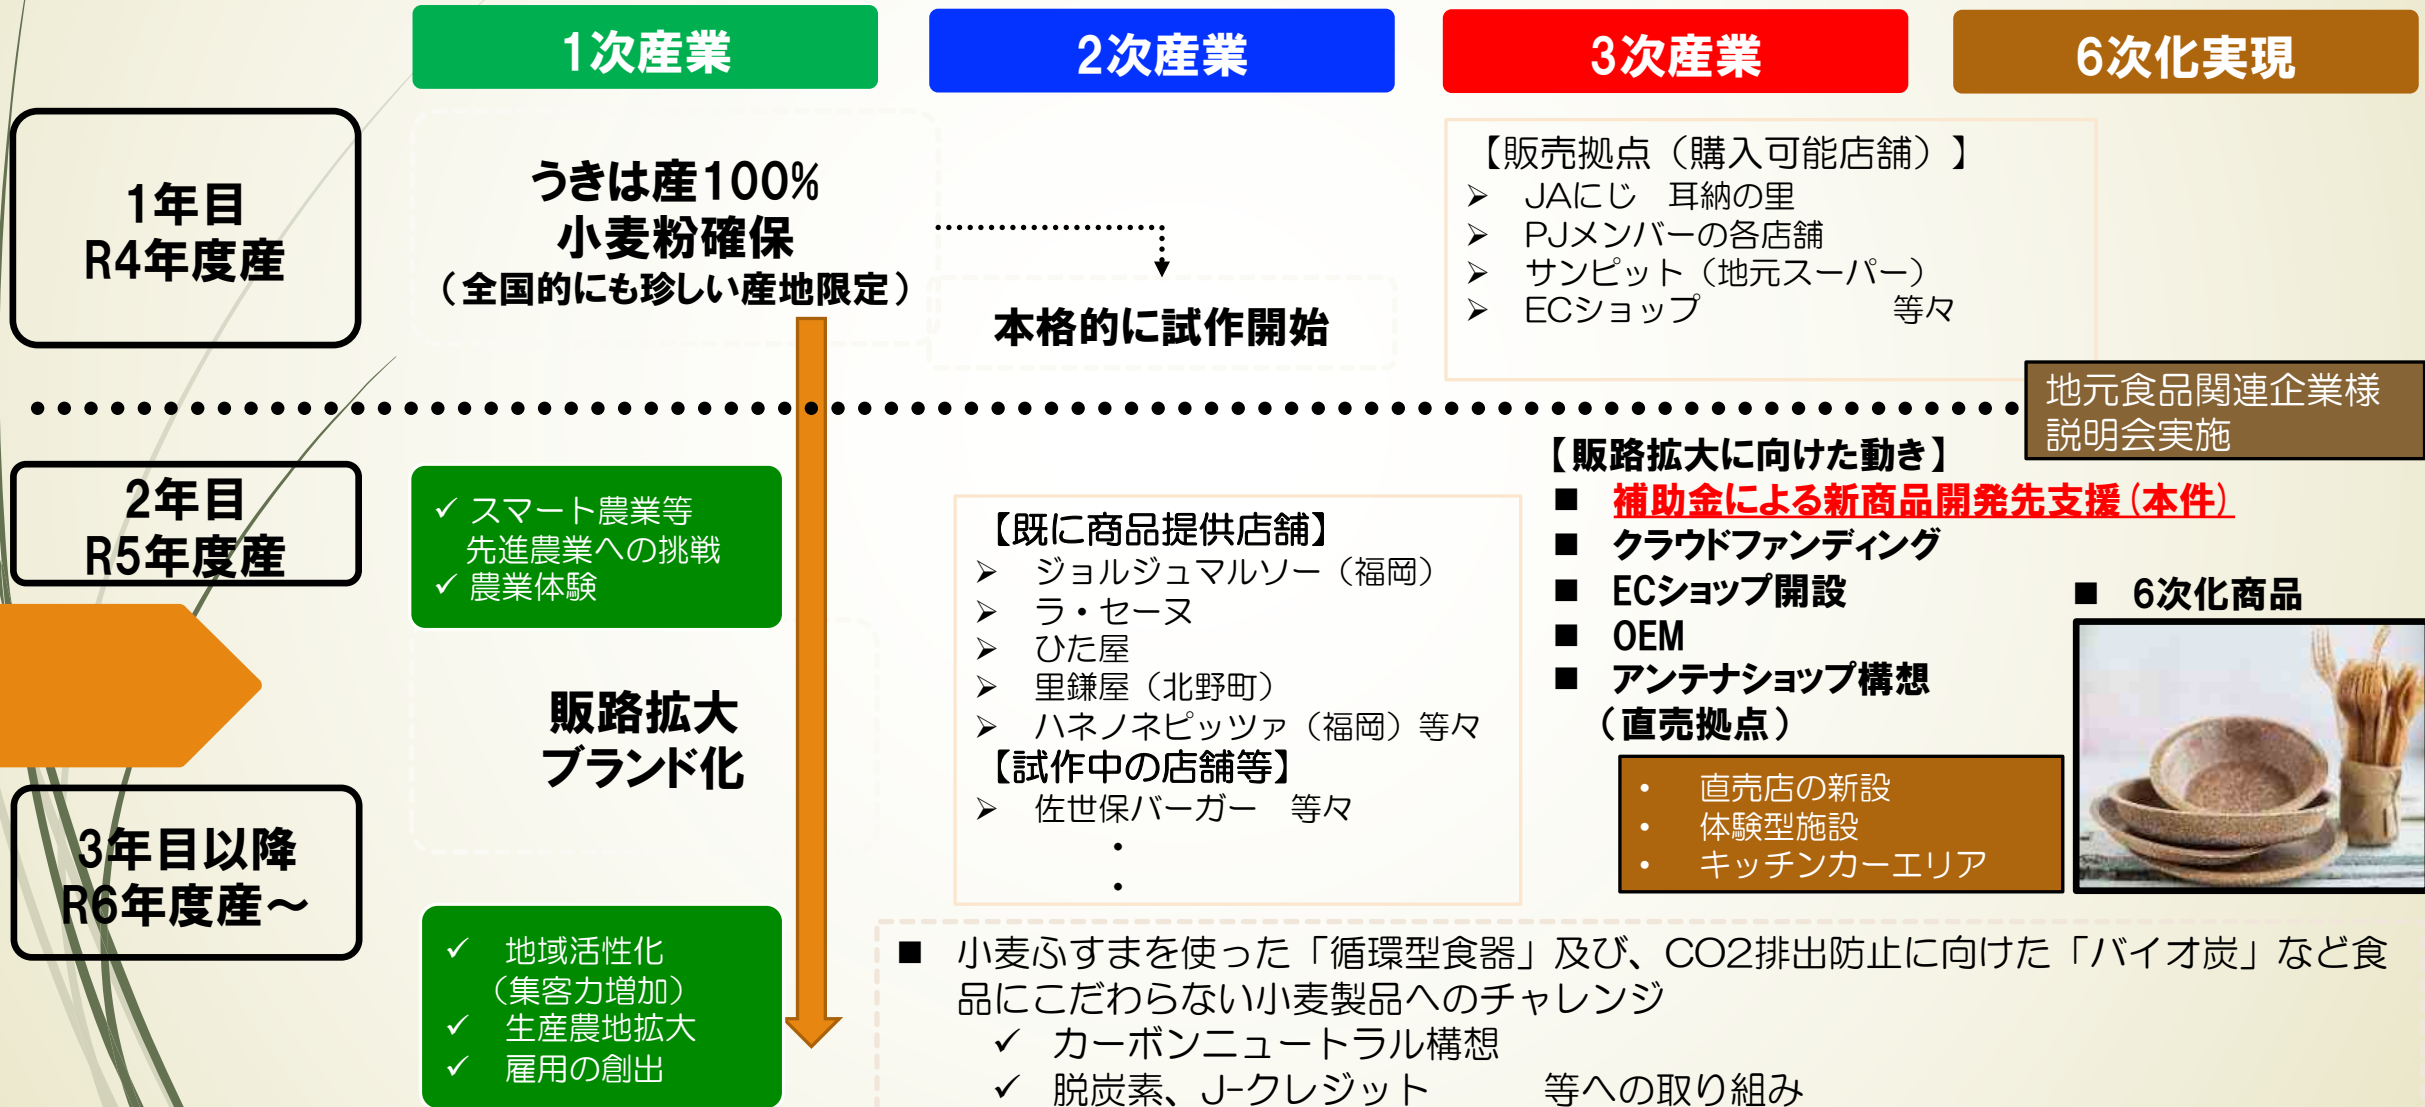 1次産業
2次産業
3次産業
6次化実現
1年目
R4年度産
うきは産100%
小麦粉確保
（全国的にも珍しい産地限定）
本格的に試作開始
【販売拠点（購入可能店舗）】
➢ JAにじ　耳納の里
➢ PJメンバーの各店舗
➢ サンピット（地元スーパー）
➢ ECショップ　　　　　等々
地元食品関連企業様
説明会実施
2年目
R5年度産
✓ スマート農業等
先進農業への挑戦
✓ 農業体験
販路拡大
ブランド化
【既に商品提供店舗】
➢ ジョルジュマルソー（福岡）
➢ ラ・セーヌ
➢ ひた屋
➢ 里鎌屋（北野町）
➢ ハネノネピッツァ（福岡）等々
【試作中の店舗等】
➢ 佐世保バーガー　等々
・
・
【販路拡大に向けた動き】
■ 補助金による新商品開発先支援（本件）
■ クラウドファンディング
■ ECショップ開設
■ OEM
■ アンテナショップ構想
（直売拠点）
• 直売店の新設
• 体験型施設
• キッチンカーエリア
■ 6次化商品
3年目以降
R6年度産～
✓ 地域活性化
（集客力増加）
✓ 生産農地拡大
✓ 雇用の創出
■ 小麦ふすまを使った「循環型食器」及び、CO2排出防止に向けた「バイオ炭」など食
品にこだわらない小麦製品へのチャレンジ
✓ カーボンニュートラル構想
✓ 脱炭素、J-クレジット　　　等への取り組み